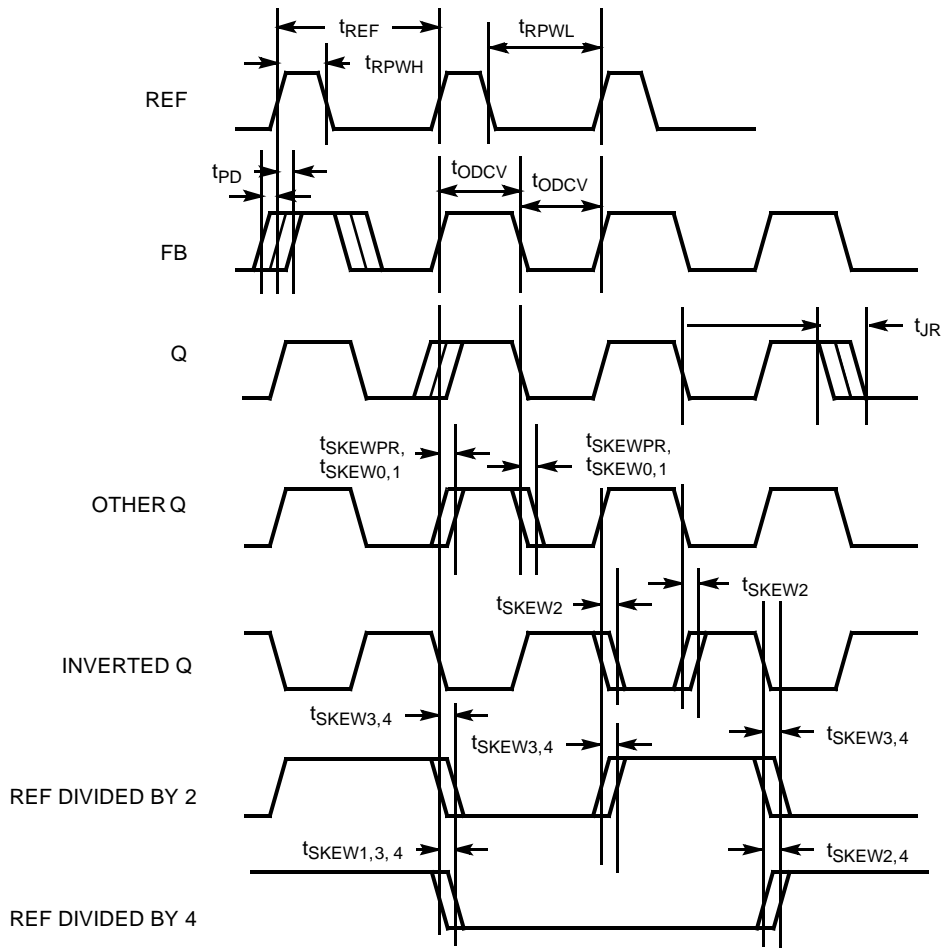 tREF
tRPWL
tRPWH
REF
tPD
tODCV
tODCV
FB
tJR
Q
tSKEWPR,
tSKEW0,1
tSKEWPR,
tSKEW0,1
OTHER Q
tSKEW2
tSKEW2
INVERTED Q
tSKEW3,4
tSKEW3,4
tSKEW3,4
REF DIVIDED BY 2
tSKEW1,3, 4
tSKEW2,4
REF DIVIDED BY 4